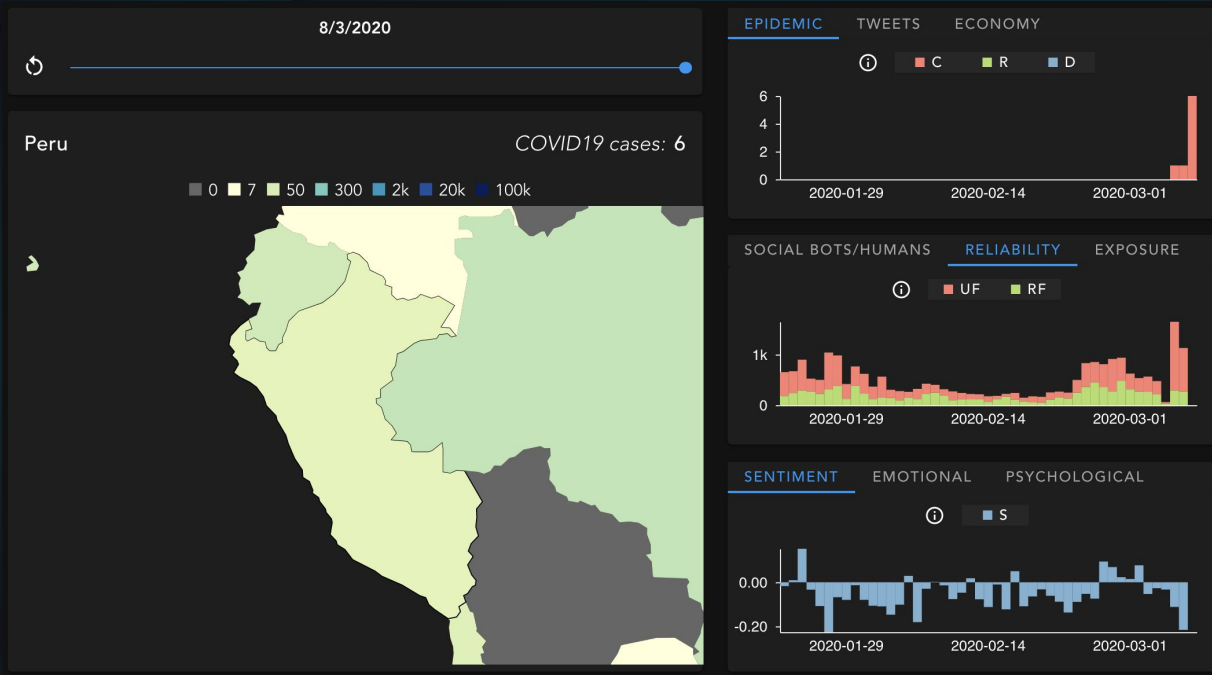 8/3/2020
Peru
COVID19 cases: 6
0 7 50 300 2k 20k 100k
EPIDEMIC TWEETS ECONOMY
C R D
6
4
2
0
2020-01-29 2020-02-14 2020-03-01
SOCIAL BOTS/HUMANS RELIABILITY EXPOSURE
UF RF
1k
0
2020-01-29 2020-02-14 2020-03-01
SENTIMENT EMOTIONAL PSYCHOLOGICAL
S
0.00
-0.20
2020-01-29 2020-02-14 2020-03-01